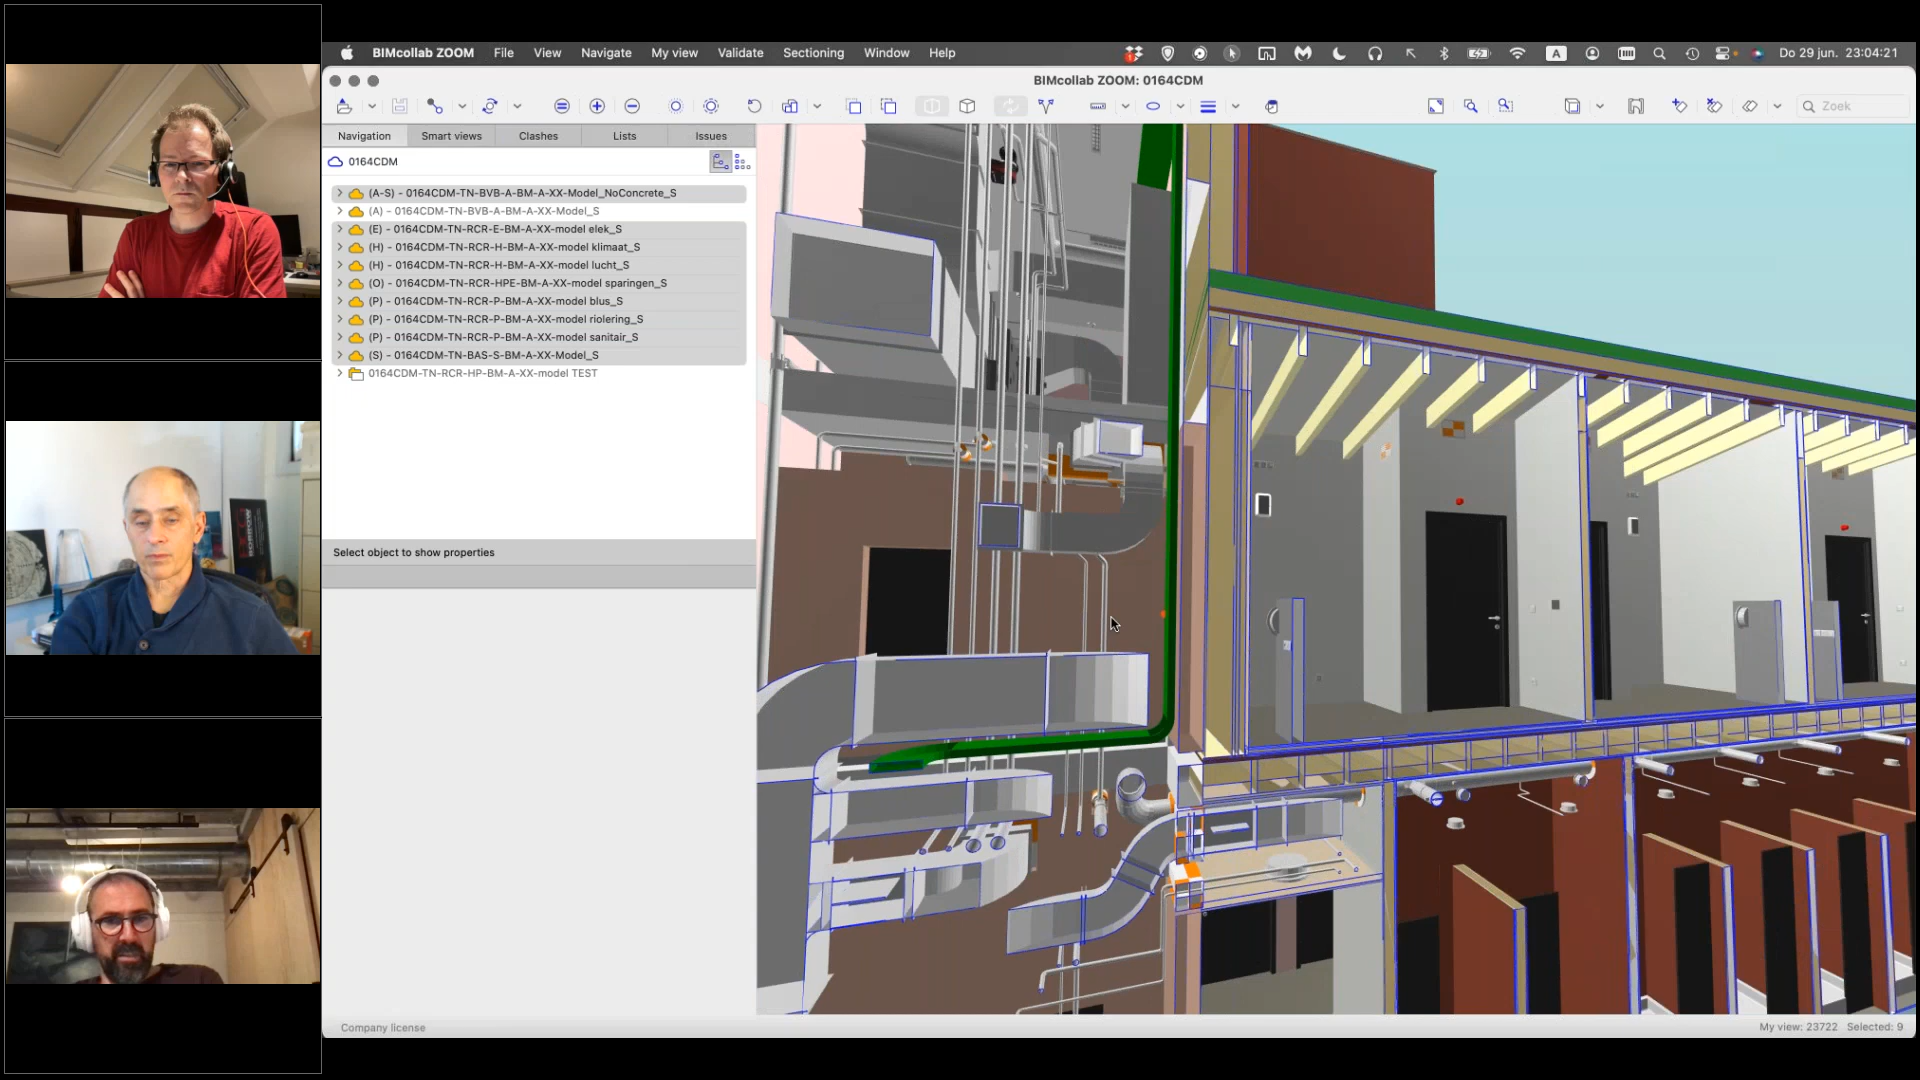 BIMcollab ZOOM File View Navigate My view Validate Sectioning Window Help A Do 29 jun. 23:04:21
BIMcollab ZOOM: 0164CDM
Zoek
Navigation Smart views Clashes Lists Issues
0164CDM
(A-S) - 0164CDM-TN-BVB-A-BM-A-XX-Model_NoConcrete_S
(A) - 0164CDM-TN-BVB-A-BM-A-XX-Model_S
(E) - 0164CDM-TN-RCR-E-BM-A-XX-model elek_S
(H) - 0164CDM-TN-RCR-H-BM-A-XX-model klimaat_S
(H) - 0164CDM-TN-RCR-H-BM-A-XX-model lucht_S
(O) - 0164CDM-TN-RCR-HPE-BM-A-XX-model sparingen_S
(P) - 0164CDM-TN-RCR-P-BM-A-XX-model blus_S
(P) - 0164CDM-TN-RCR-P-BM-A-XX-model riolering_S
(P) - 0164CDM-TN-RCR-P-BM-A-XX-model sanitair_S
(S) - 0164CDM-TN-BAS-S-BM-A-XX-Model_S
0164CDM-TN-RCR-HP-BM-A-XX-model TEST
Select object to show properties
Company license
My view: 23722 Selected: 9